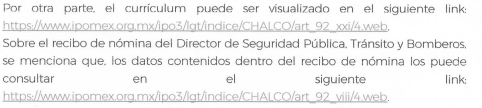 Por otra parte, el currículum puede ser visualizado en el siguiente link:
https://www.ipomex.org.mx/ipo3/lgt/indice/CHALCO/art_92_xxi/4.web.
Sobre el recibo de nómina del Director de Seguridad Pública, Tránsito y Bomberos,
se menciona que, los datos contenidos dentro del recibo de nómina los puede
consultar en el siguiente link:
https://www.ipomex.org.mx/ipo3/lgt/indice/CHALCO/art_92_viii/4.web.